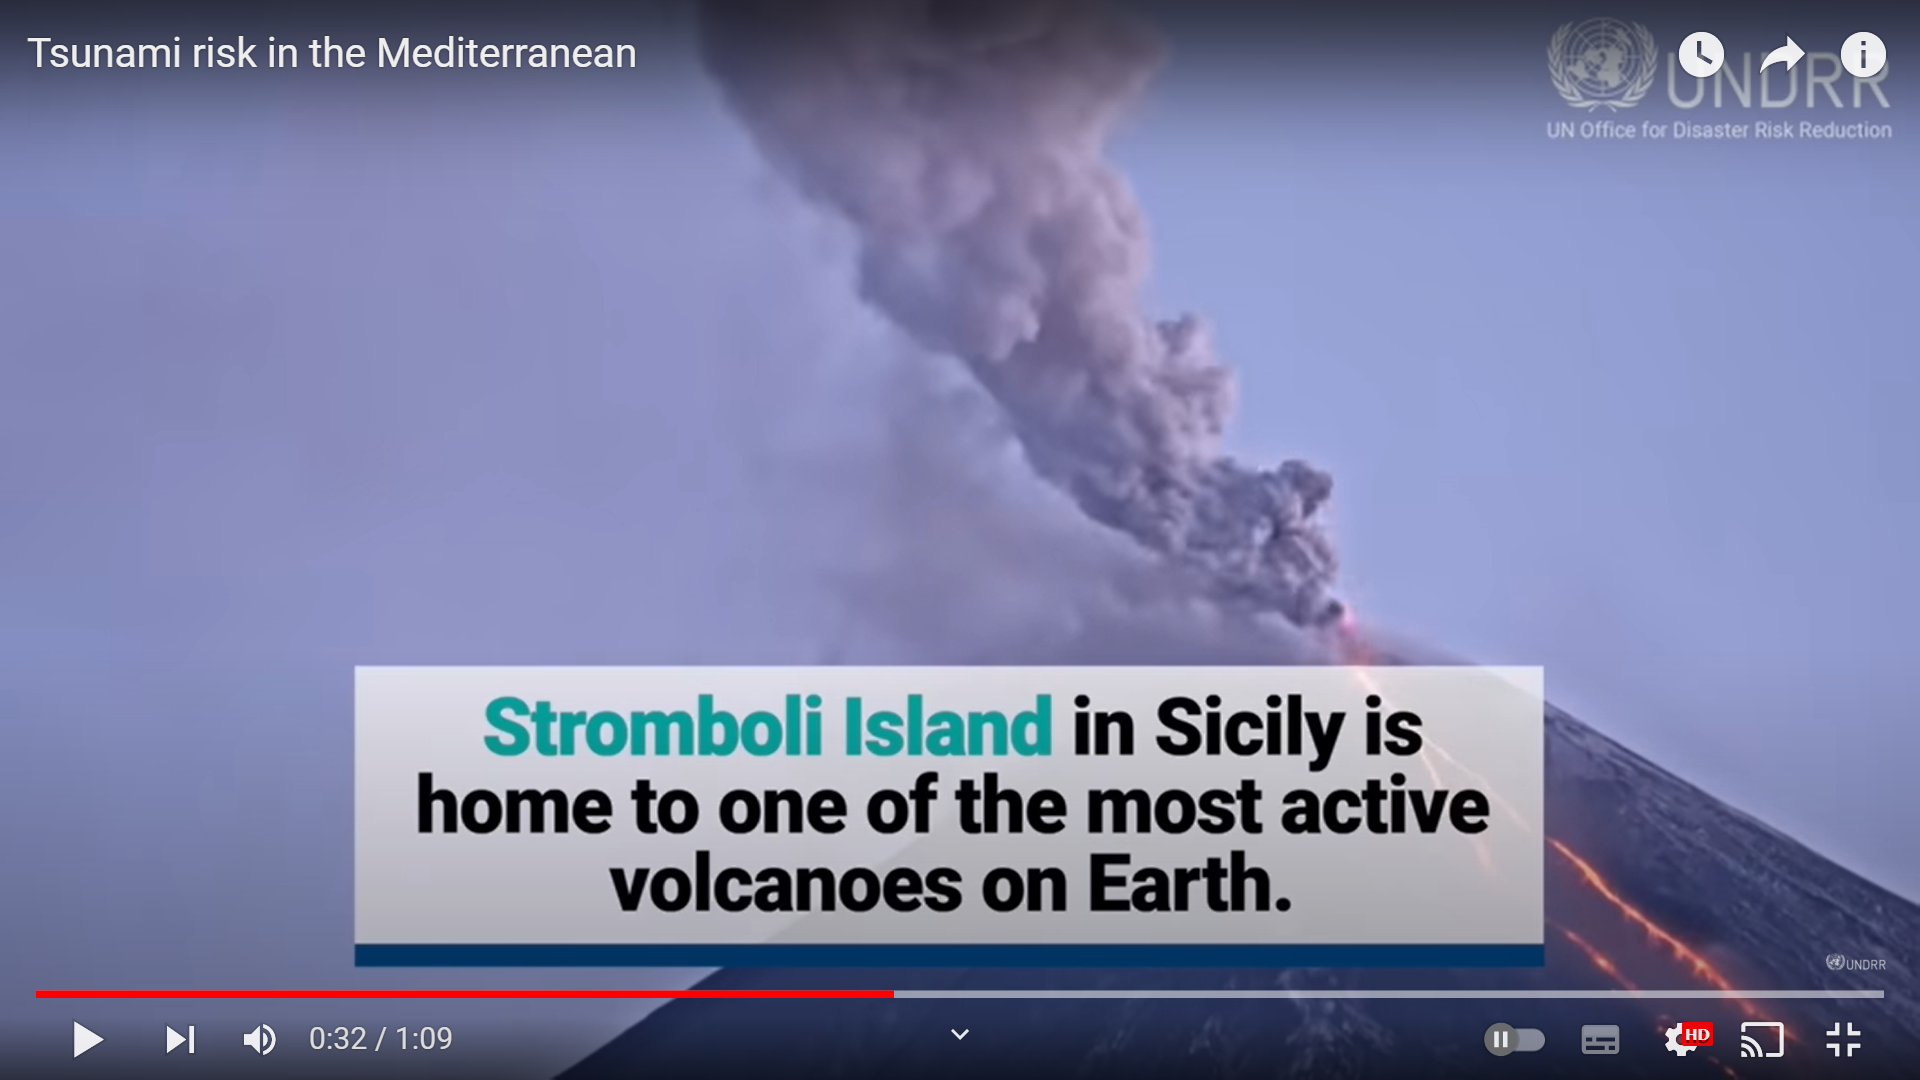 Tsunami risk in the Mediterranean
UNDRR
UN Office for Disaster Risk Reduction
Stromboli Island in Sicily is
home to one of the most active
volcanoes on Earth.
UNDRR
0:32 / 1:09
HD